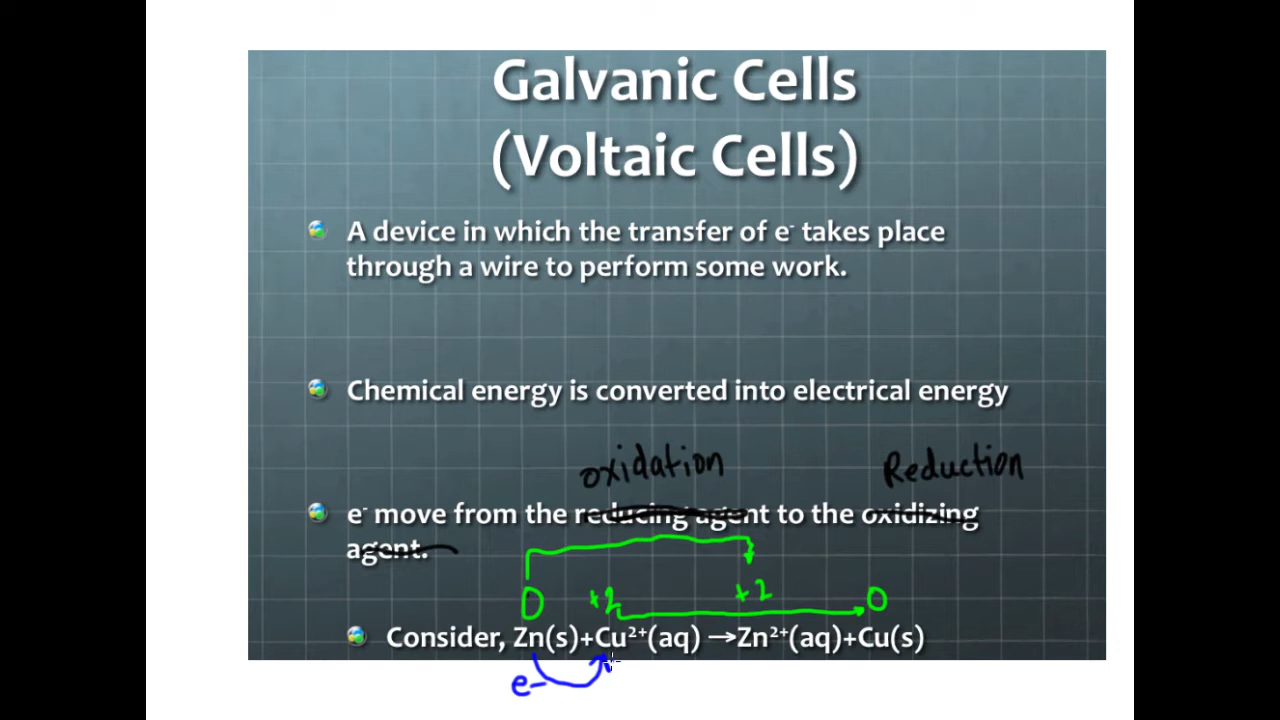 Galvanic Cells
(Voltaic Cells)
A device in which the transfer of e⁻ takes place
through a wire to perform some work.
Chemical energy is converted into electrical energy
oxidation Reduction
e⁻ move from the reducing agent to the oxidizing
agent.
0 +2 +2 0
Consider, Zn(s)+Cu²⁺(aq) →Zn²⁺(aq)+Cu(s)
e-